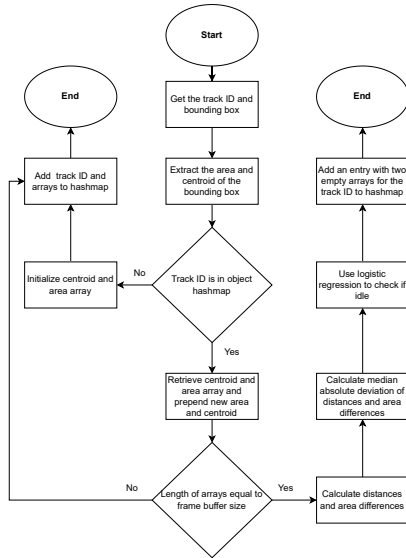 Start
Get the track ID and
bounding box
Extract the area and
centroid of the
bounding box
Track ID is in object
hashmap
No
Initialize centroid and
area array
Add track ID and
arrays to hashmap
End
Yes
Retrieve centroid and
area array and
prepend new area
and centroid
Length of arrays equal to
frame buffer size
No
Yes
Calculate distances
and area differences
Calculate median
absolute deviation of
distances and area
differences
Use logistic
regression to check if
idle
Add an entry with two
empty arrays for the
track ID to hashmap
End